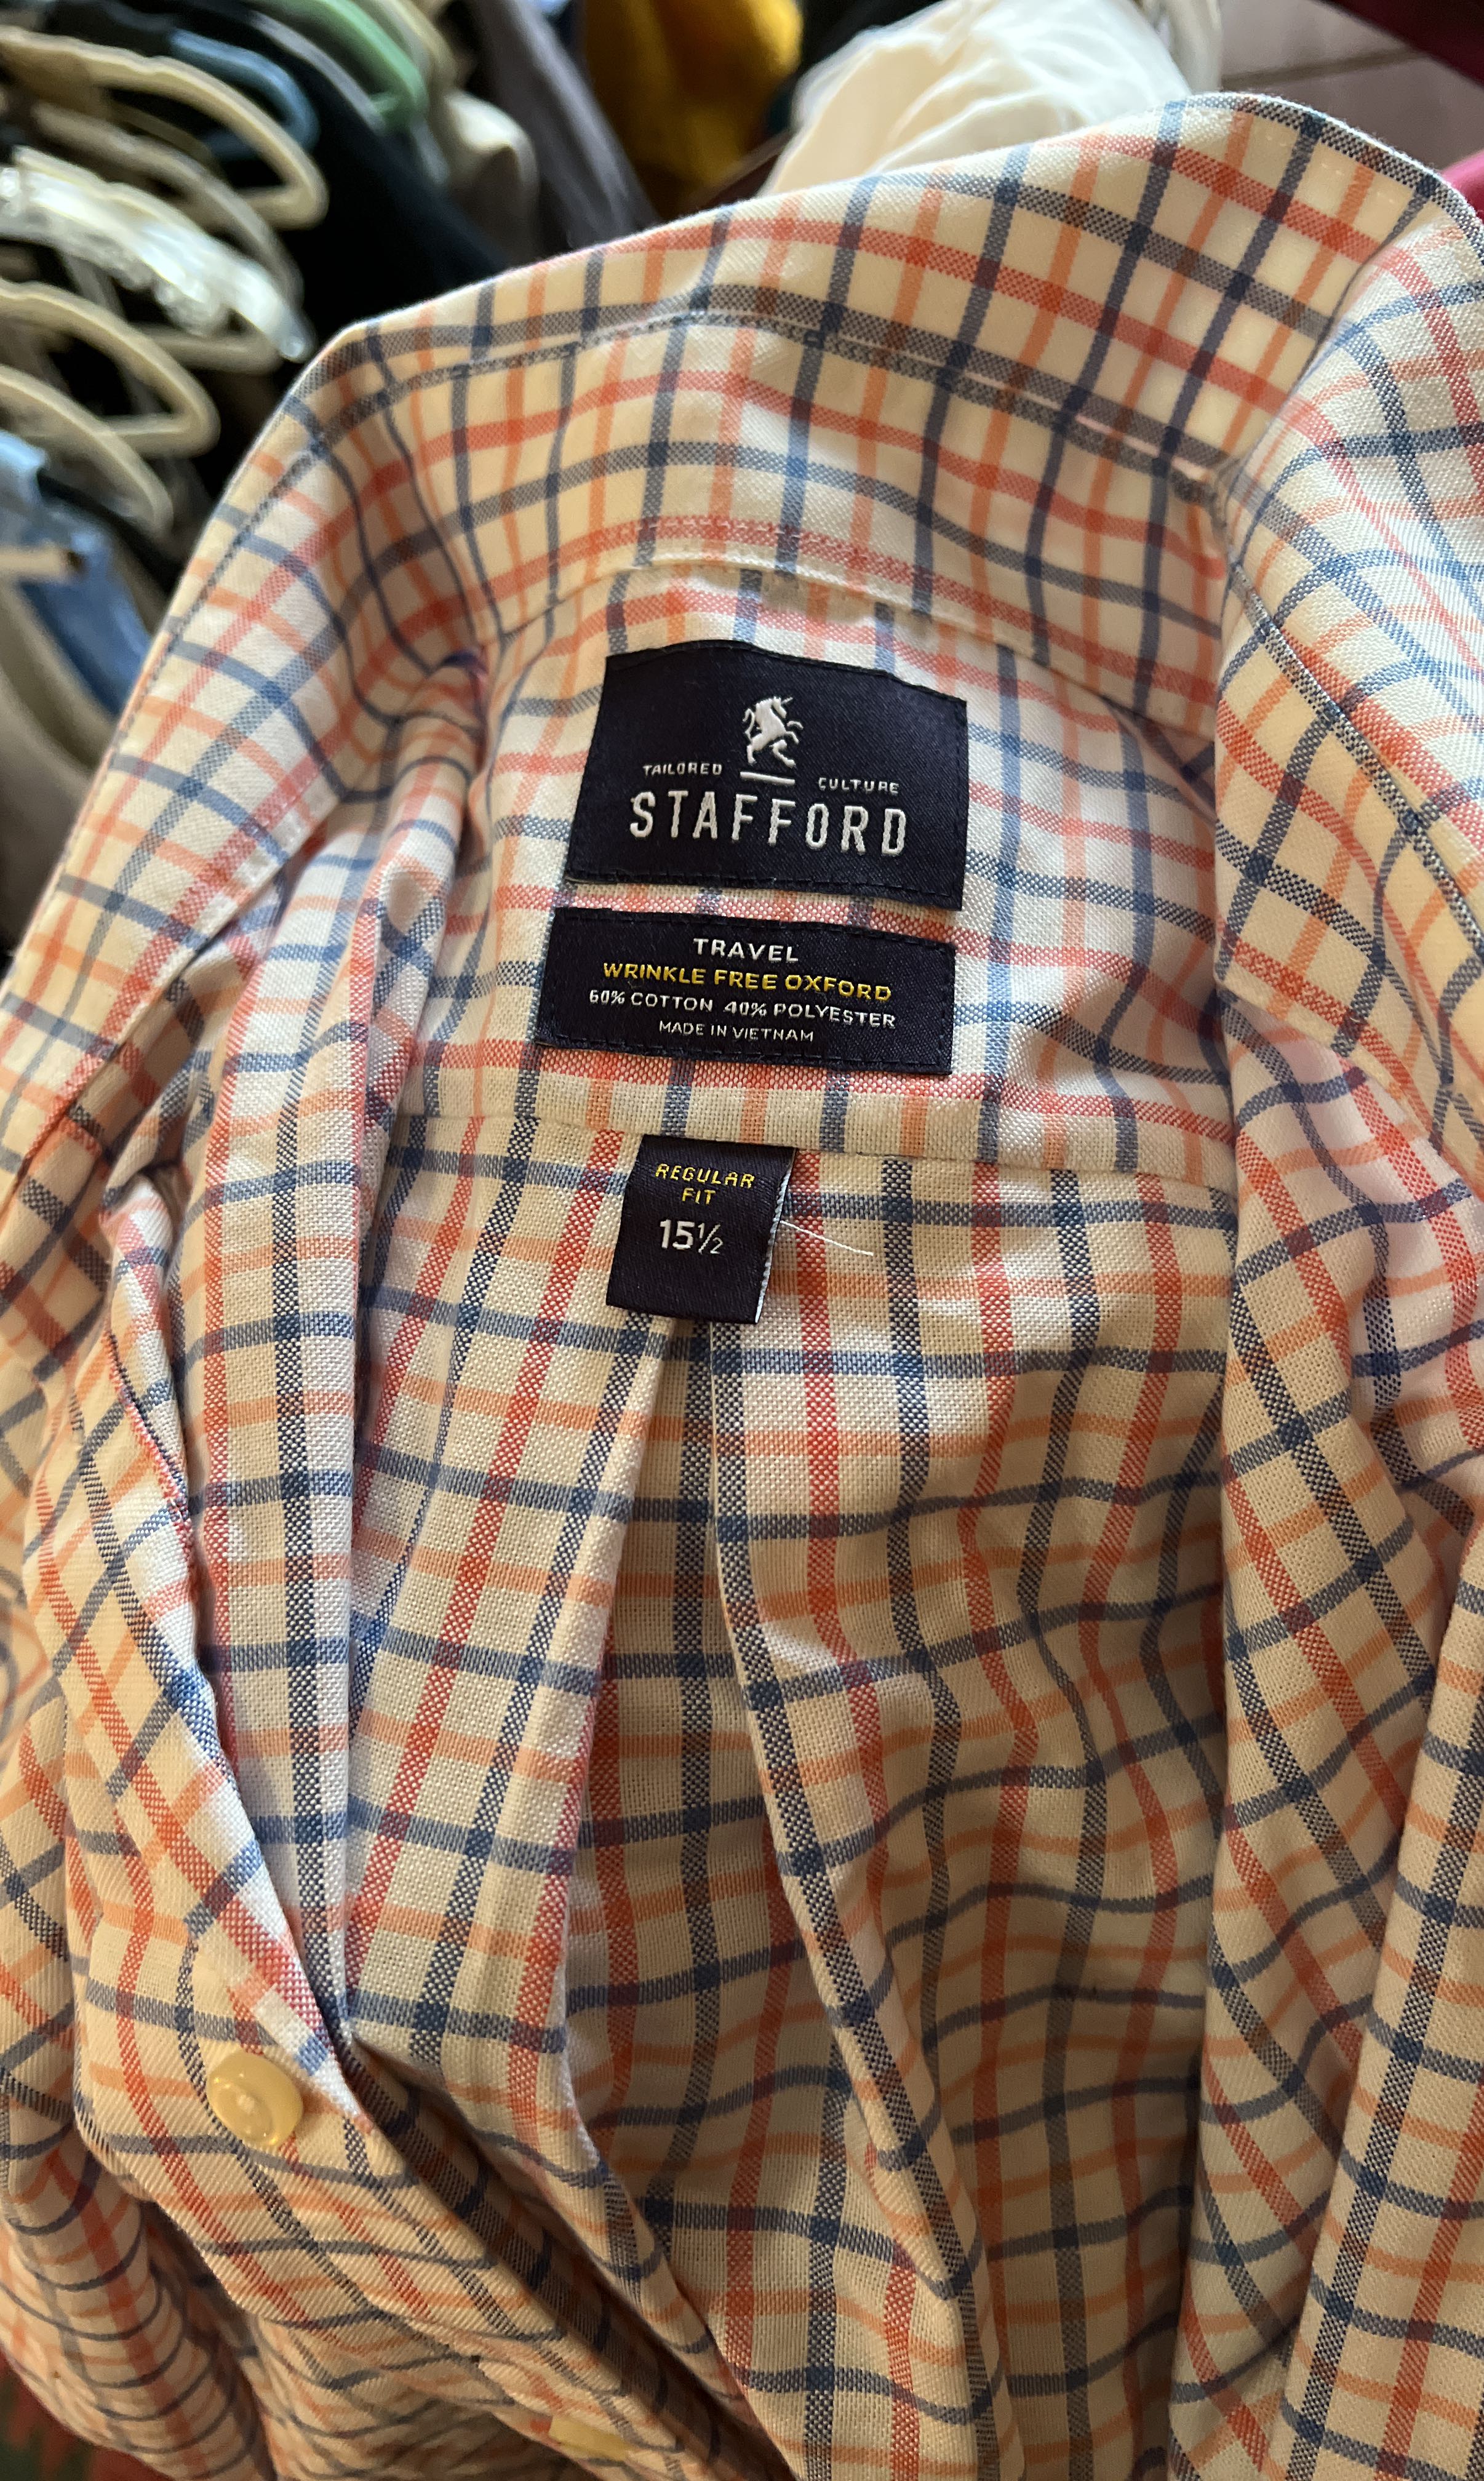 TAILORED CULTURE
STAFFORD
TRAVEL
WRINKLE FREE OXFORD
60% COTTON 40% POLYESTER
MADE IN VIETNAM
REGULAR
FIT
15½